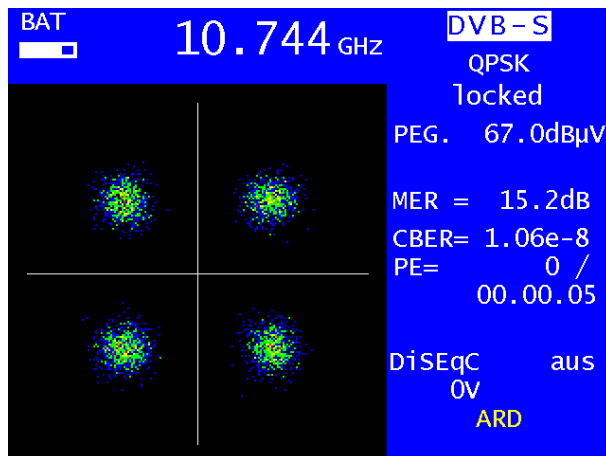 BAT
10.744 GHz
DVB-S
QPSK
locked
PEG. 67.0dBµV
MER = 15.2dB
CBER= 1.06e-8
PE= 0 /
00.00.05
DiSEqC aus
0V
ARD